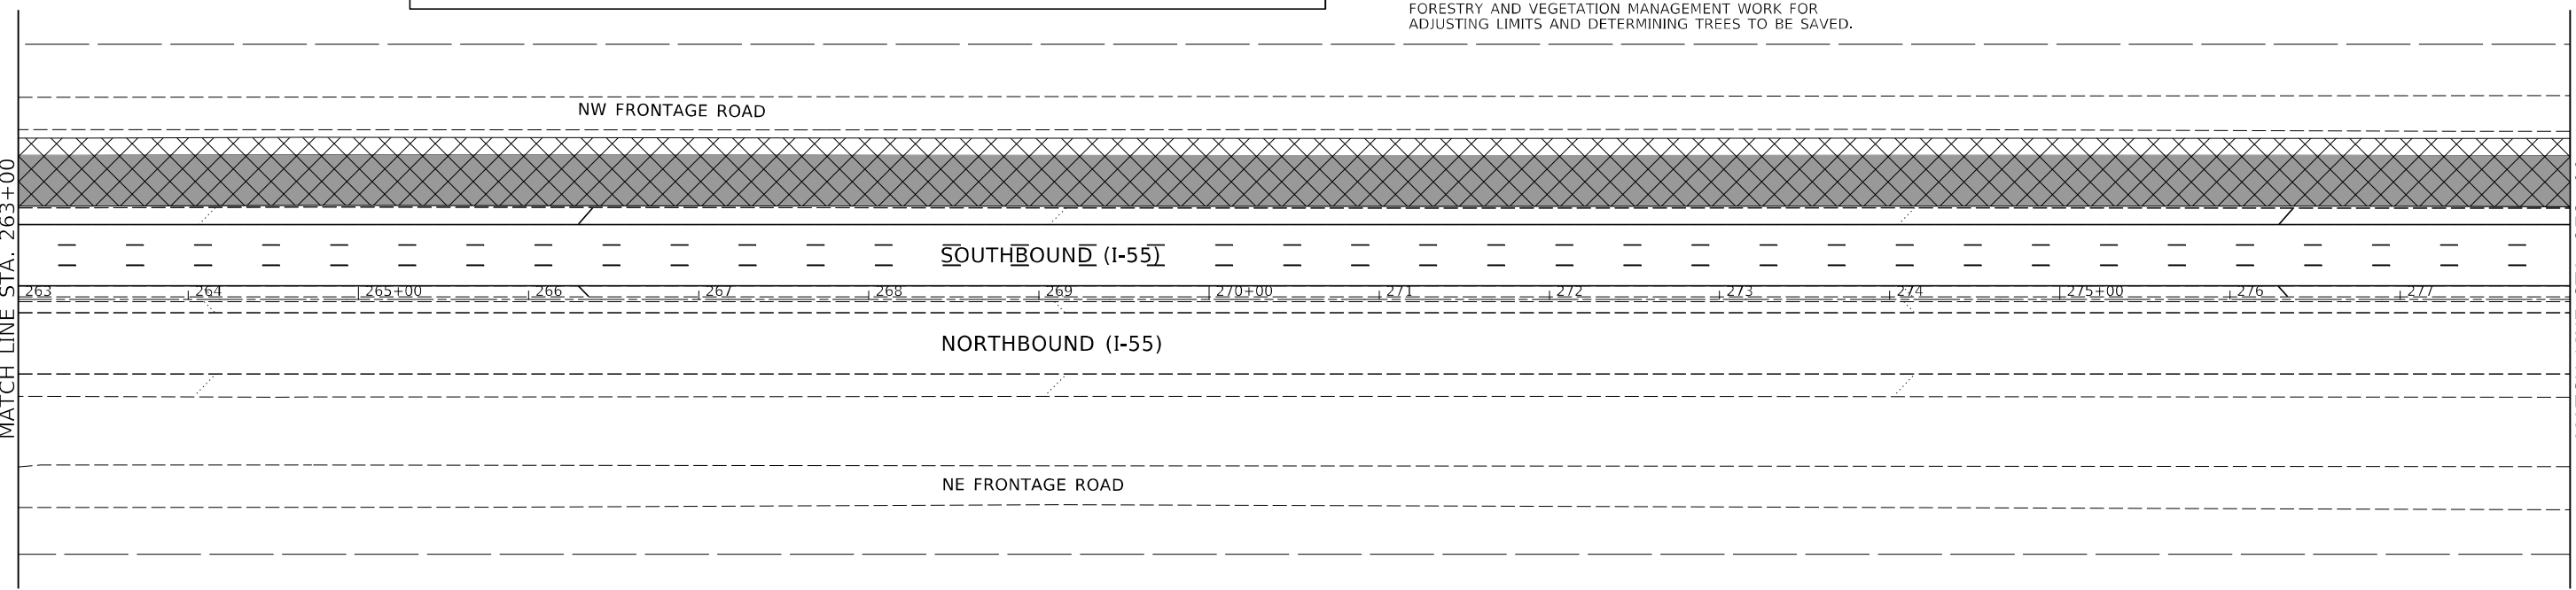 FORESTRY AND VEGETATION MANAGEMENT WORK FOR
ADJUSTING LIMITS AND DETERMINING TREES TO BE SAVED.
NW FRONTAGE ROAD
MATCH LINE STA. 263+00
SOUTHBOUND (I-55)
263 264 265+00 266 267 268 269 270+00 271 272 273 274 275+00 276 277
NORTHBOUND (I-55)
NE FRONTAGE ROAD